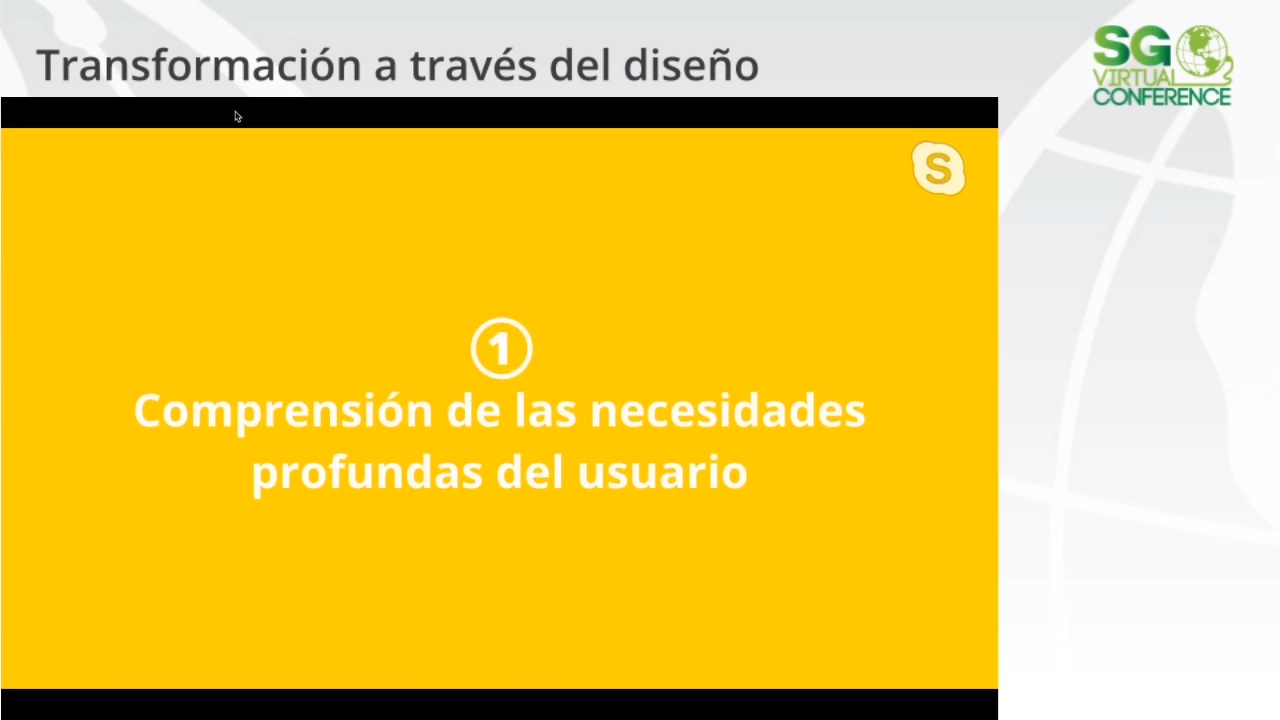 Transformación a través del diseño
SG
VIRTUAL
CONFERENCE
S
1
Comprensión de las necesidades
profundas del usuario